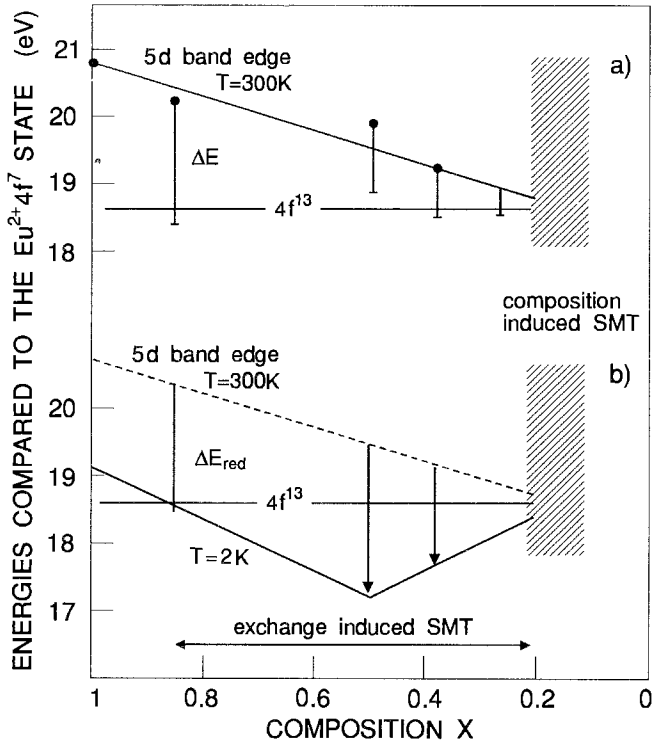 ENERGIES COMPARED TO THE Eu²⁺4f⁷ STATE (eV)
21
5d band edge
T=300K
a)
20
ΔE
19
4f¹³
18
composition
induced SMT
5d band edge
T=300K
b)
20
ΔE_red
19
4f¹³
18
T=2K
17
exchange induced SMT
1 0.8 0.6 0.4 0.2 0
COMPOSITION X